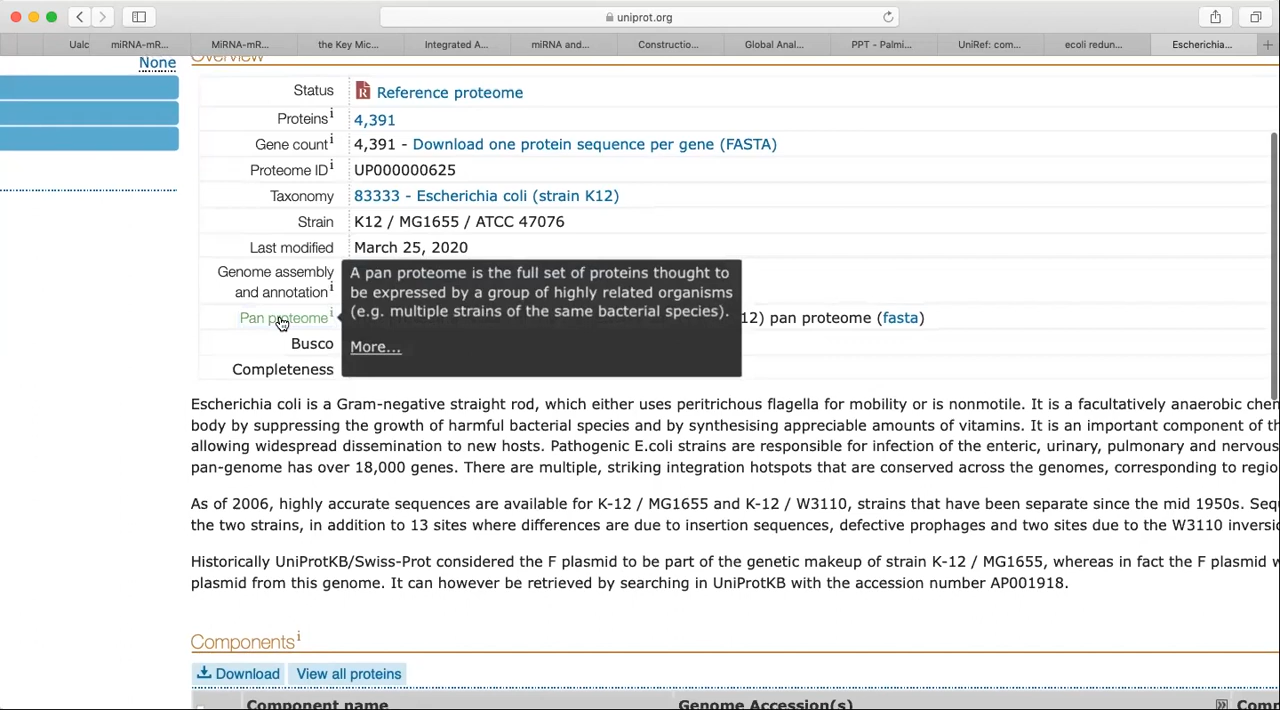 uniprot.org
Ualc
miRNA-mR...
MiRNA-mR...
the Key Mic...
Integrated A...
miRNA and...
Constructio...
Global Anal...
PPT - Palmi...
UniRef: com...
ecoli redun...
Escherichia...
None
Overview
Status R Reference proteome
Proteins i 4,391
Gene count i 4,391 - Download one protein sequence per gene (FASTA)
Proteome ID i UP000000625
Taxonomy 83333 - Escherichia coli (strain K12)
Strain K12 / MG1655 / ATCC 47076
Last modified March 25, 2020
Genome assembly
and annotation i
Pan proteome i 12) pan proteome (fasta)
A pan proteome is the full set of proteins thought to
be expressed by a group of highly related organisms
(e.g. multiple strains of the same bacterial species).
More...
Busco
Completeness
Escherichia coli is a Gram-negative straight rod, which either uses peritrichous flagella for mobility or is nonmotile. It is a facultatively anaerobic chem
body by suppressing the growth of harmful bacterial species and by synthesising appreciable amounts of vitamins. It is an important component of th
allowing widespread dissemination to new hosts. Pathogenic E.coli strains are responsible for infection of the enteric, urinary, pulmonary and nervous
pan-genome has over 18,000 genes. There are multiple, striking integration hotspots that are conserved across the genomes, corresponding to regio
As of 2006, highly accurate sequences are available for K-12 / MG1655 and K-12 / W3110, strains that have been separate since the mid 1950s. Seq
the two strains, in addition to 13 sites where differences are due to insertion sequences, defective prophages and two sites due to the W3110 inversi
Historically UniProtKB/Swiss-Prot considered the F plasmid to be part of the genetic makeup of strain K-12 / MG1655, whereas in fact the F plasmid w
plasmid from this genome. It can however be retrieved by searching in UniProtKB with the accession number AP001918.
Components i
Download View all proteins
Component name Genome Accession(s) Comp